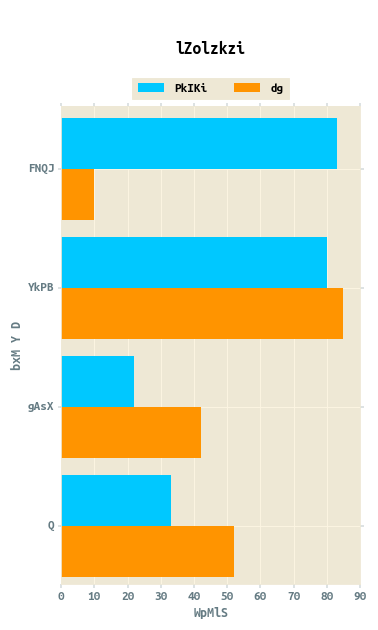 lZolzkzi
PkIKi dg
FNQJ
YkPB
gAsX
Q
bxM Y D
0 10 20 30 40 50 60 70 80 90
WpMlS